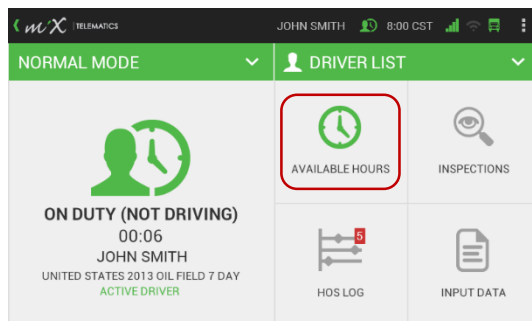 m'X TELEMATICS
JOHN SMITH 8:00 CST
NORMAL MODE
DRIVER LIST
ON DUTY (NOT DRIVING)
00:06
JOHN SMITH
UNITED STATES 2013 OIL FIELD 7 DAY
ACTIVE DRIVER
AVAILABLE HOURS
INSPECTIONS
5
HOS LOG
INPUT DATA